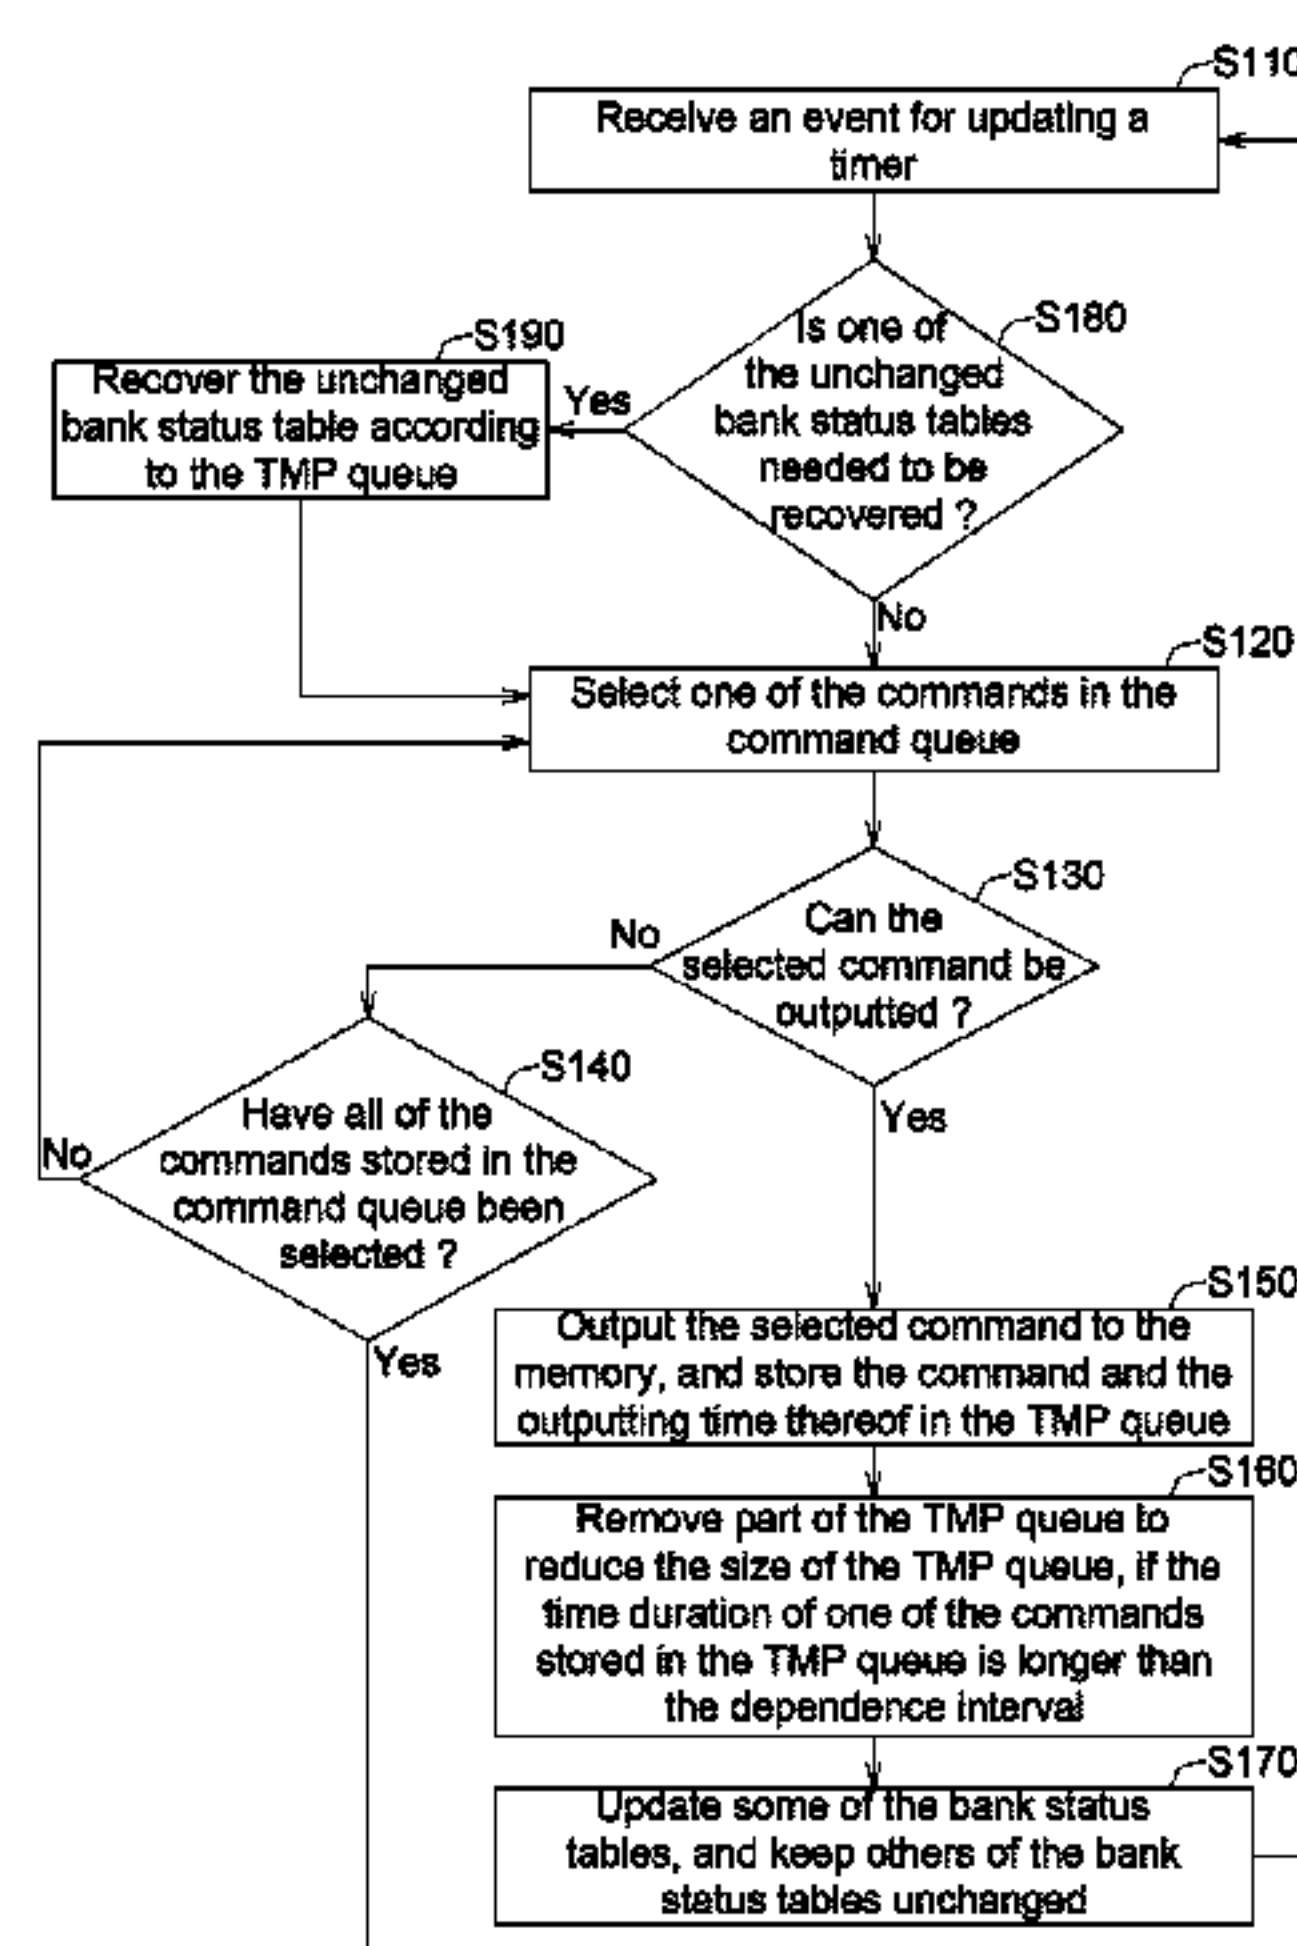 S110
Receive an event for updating a
timer
S180
Is one of
the unchanged
bank status tables
needed to be
recovered ?
Yes
No
S190
Recover the unchanged
bank status table according
to the TMP queue
S120
Select one of the commands in the
command queue
S130
Can the
selected command be
outputted ?
No
Yes
S140
Have all of the
commands stored in the
command queue been
selected ?
No
Yes
S150
Output the selected command to the
memory, and store the command and the
outputting time thereof in the TMP queue
S160
Remove part of the TMP queue to
reduce the size of the TMP queue, if the
time duration of one of the commands
stored in the TMP queue is longer than
the dependence interval
S170
Update some of the bank status
tables, and keep others of the bank
status tables unchanged